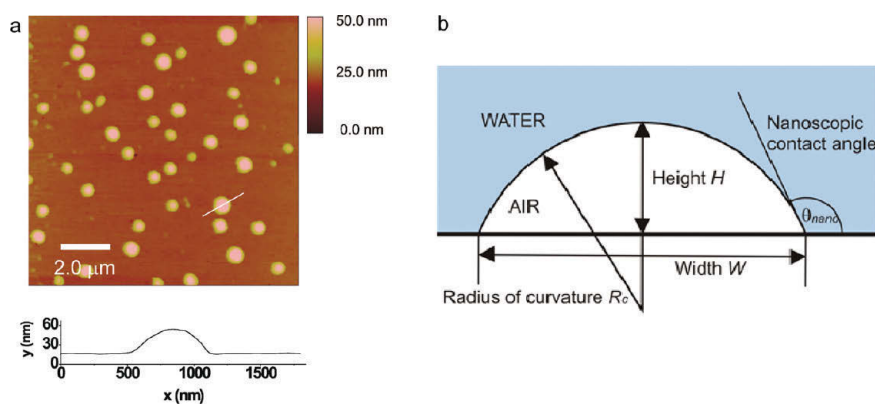 a
50.0 nm
25.0 nm
0.0 nm
2.0 μm
y (nm)
60
30
0
0
500
1000
1500
x (nm)
b
WATER
Nanoscopic
contact angle
Height H
AIR
θnano
Width W
Radius of curvature Rc